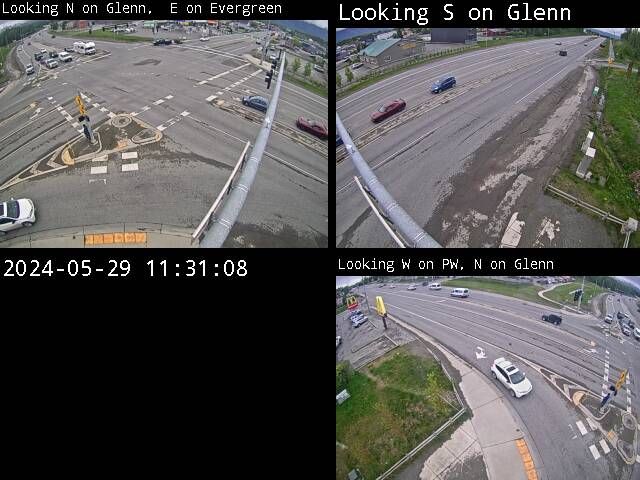 Looking N on Glenn,  E on Evergreen
Looking S on Glenn
2024-05-29 11:31:08
Looking W on PW, N on Glenn